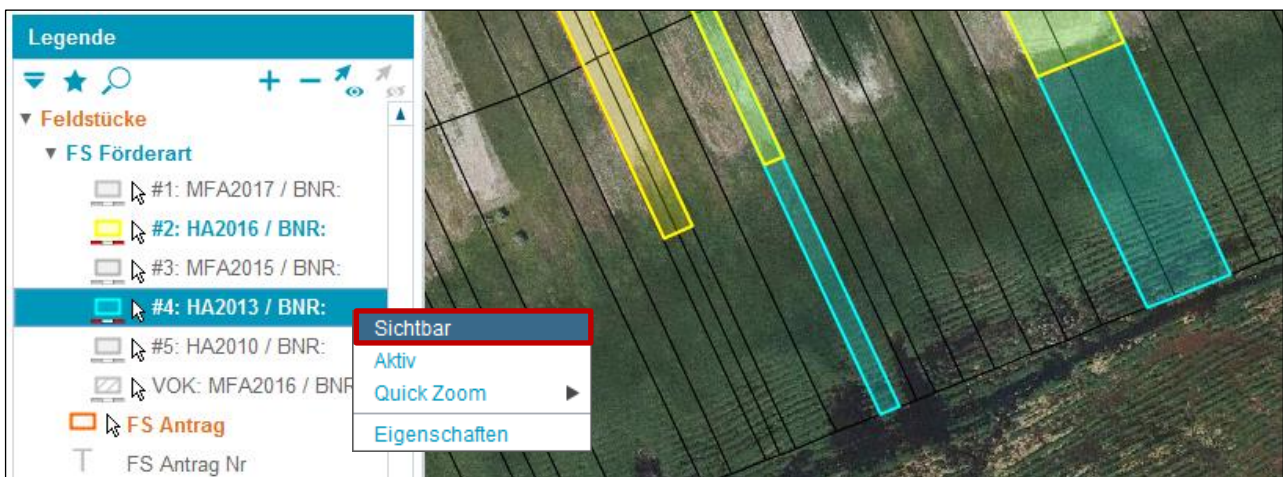 Legende
Feldstücke
FS Förderart
#1: MFA2017 / BNR:
#2: HA2016 / BNR:
#3: MFA2015 / BNR:
#4: HA2013 / BNR:
#5: HA2010 / BNR:
VOK: MFA2016 / BNR
FS Antrag
T FS Antrag Nr
Sichtbar
Aktiv
Quick Zoom
Eigenschaften